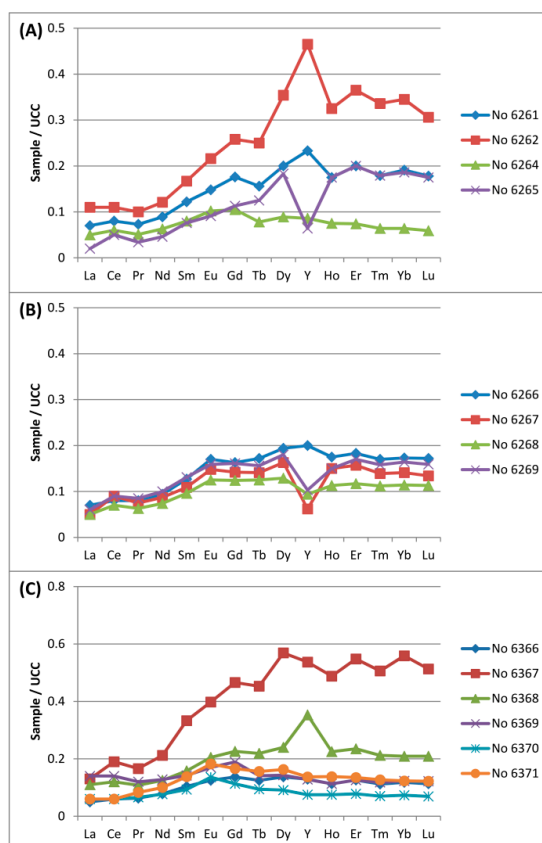 (A)
Sample / UCC
0.5
0.4
0.3
0.2
0.1
0
La Ce Pr Nd Sm Eu Gd Tb Dy Y Ho Er Tm Yb Lu
No 6261
No 6262
No 6264
No 6265
(B)
Sample / UCC
0.5
0.4
0.3
0.2
0.1
0
La Ce Pr Nd Sm Eu Gd Tb Dy Y Ho Er Tm Yb Lu
No 6266
No 6267
No 6268
No 6269
(C)
Sample / UCC
0.8
0.6
0.4
0.2
0
La Ce Pr Nd Sm Eu Gd Tb Dy Y Ho Er Tm Yb Lu
No 6366
No 6367
No 6368
No 6369
No 6370
No 6371